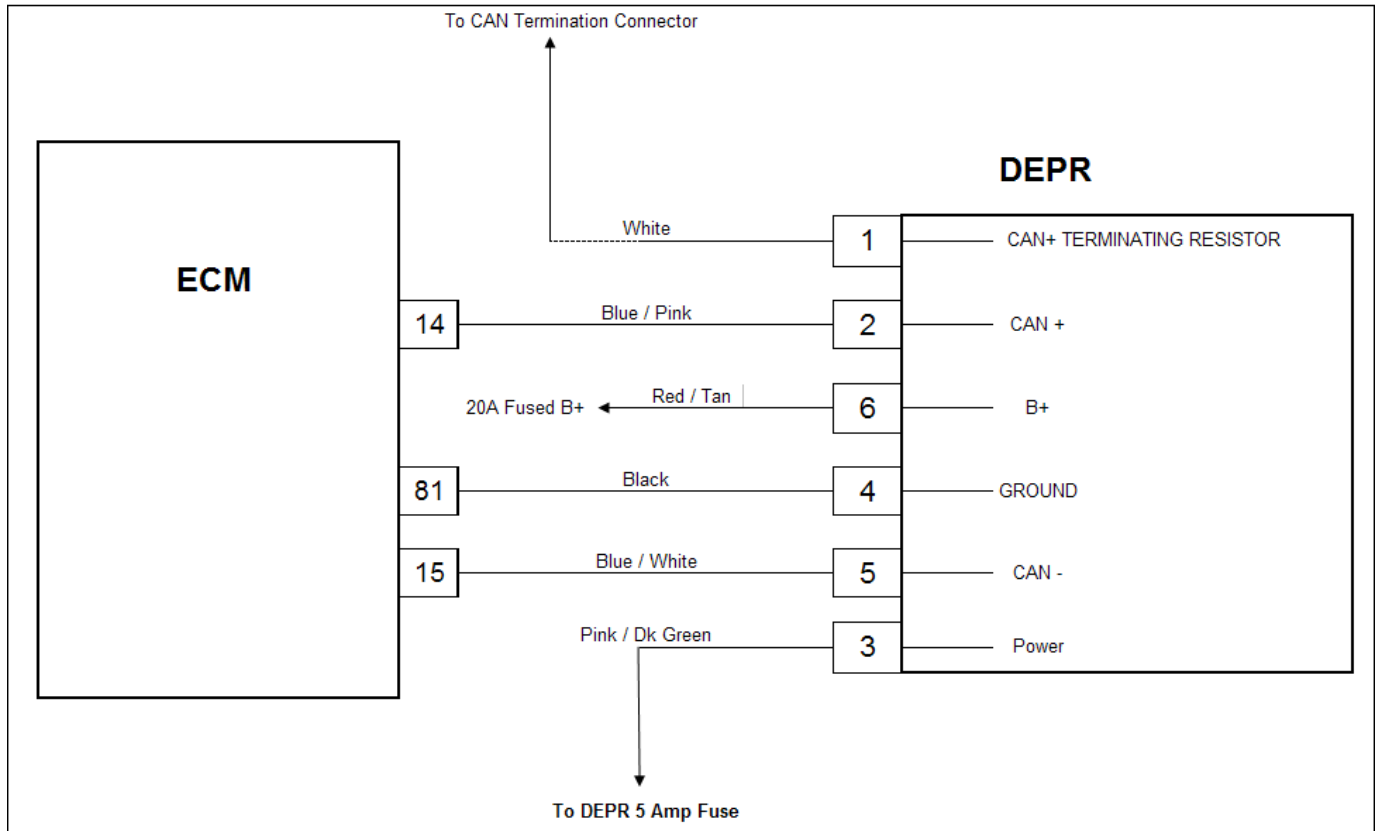 To CAN Termination Connector
DEPR
White
1
CAN+ TERMINATING RESISTOR
ECM
14
Blue / Pink
2
CAN +
20A Fused B+
Red / Tan
6
B+
81
Black
4
GROUND
15
Blue / White
5
CAN -
Pink / Dk Green
3
Power
To DEPR 5 Amp Fuse